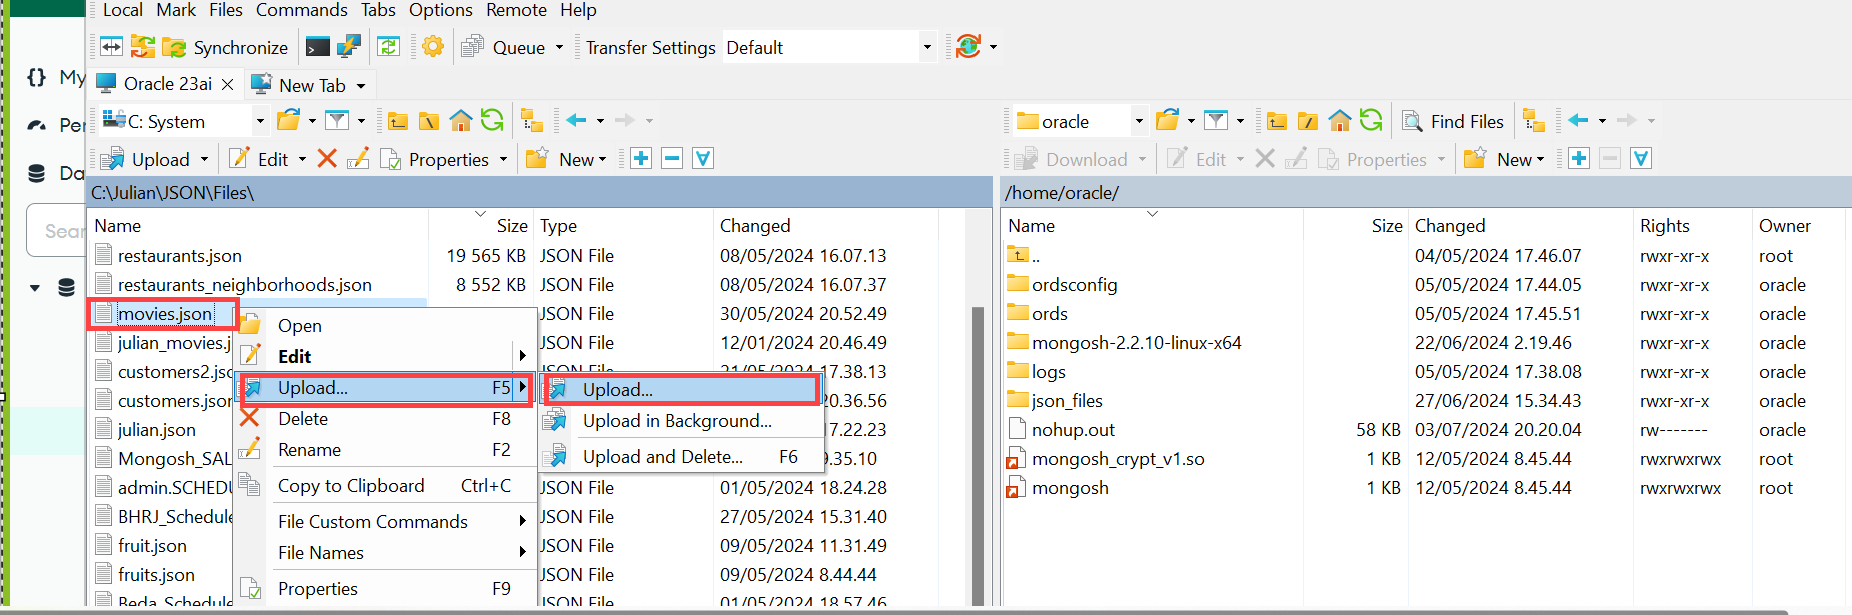 Local Mark Files Commands Tabs Options Remote Help
Synchronize Queue Transfer Settings Default
{} My
Oracle 23ai × New Tab
Per
C: System
oracle Find Files
Da
Upload Edit Properties New
Download Edit Properties New
C:\Julian\JSON\Files\
/home/oracle/
Sear
Name Size Type Changed
restaurants.json 19 565 KB JSON File 08/05/2024 16.07.13
restaurants_neighborhoods.json 8 552 KB JSON File 08/05/2024 16.07.13
movies.json JSON File 30/05/2024 20.52.49
julian_movies.j JSON File 12/01/2024 20.46.49
customers2.jsc 17.38.13
customers.json 20.36.56
julian.json 17.22.23
Mongosh_SAL 9.35.10
admin.SCHEDU JSON File 01/05/2024 18.24.28
BHRJ_Schedule JSON File 27/05/2024 15.31.40
fruit.json JSON File 09/05/2024 11.31.49
fruits.json JSON File 09/05/2024 8.44.44
Beda_Schedule JSON File 01/05/2024 18.57.46
Open
Edit
Upload... F5
Delete F8
Rename F2
Copy to Clipboard Ctrl+C
File Custom Commands
File Names
Properties F9
Upload...
Upload in Background...
Upload and Delete... F6
Name Size Changed Rights Owner
.. 04/05/2024 17.46.07 rwxr-xr-x root
ordsconfig 05/05/2024 17.44.05 rwxr-xr-x oracle
ords 05/05/2024 17.45.51 rwxr-xr-x oracle
mongosh-2.2.10-linux-x64 22/06/2024 2.19.46 rwxr-xr-x oracle
logs 05/05/2024 17.38.08 rwxr-xr-x oracle
json_files 27/06/2024 15.34.43 rwxr-xr-x oracle
nohup.out 58 KB 03/07/2024 20.20.04 rw------- oracle
mongosh_crypt_v1.so 1 KB 12/05/2024 8.45.44 rwxrwxrwx root
mongosh 1 KB 12/05/2024 8.45.44 rwxrwxrwx root